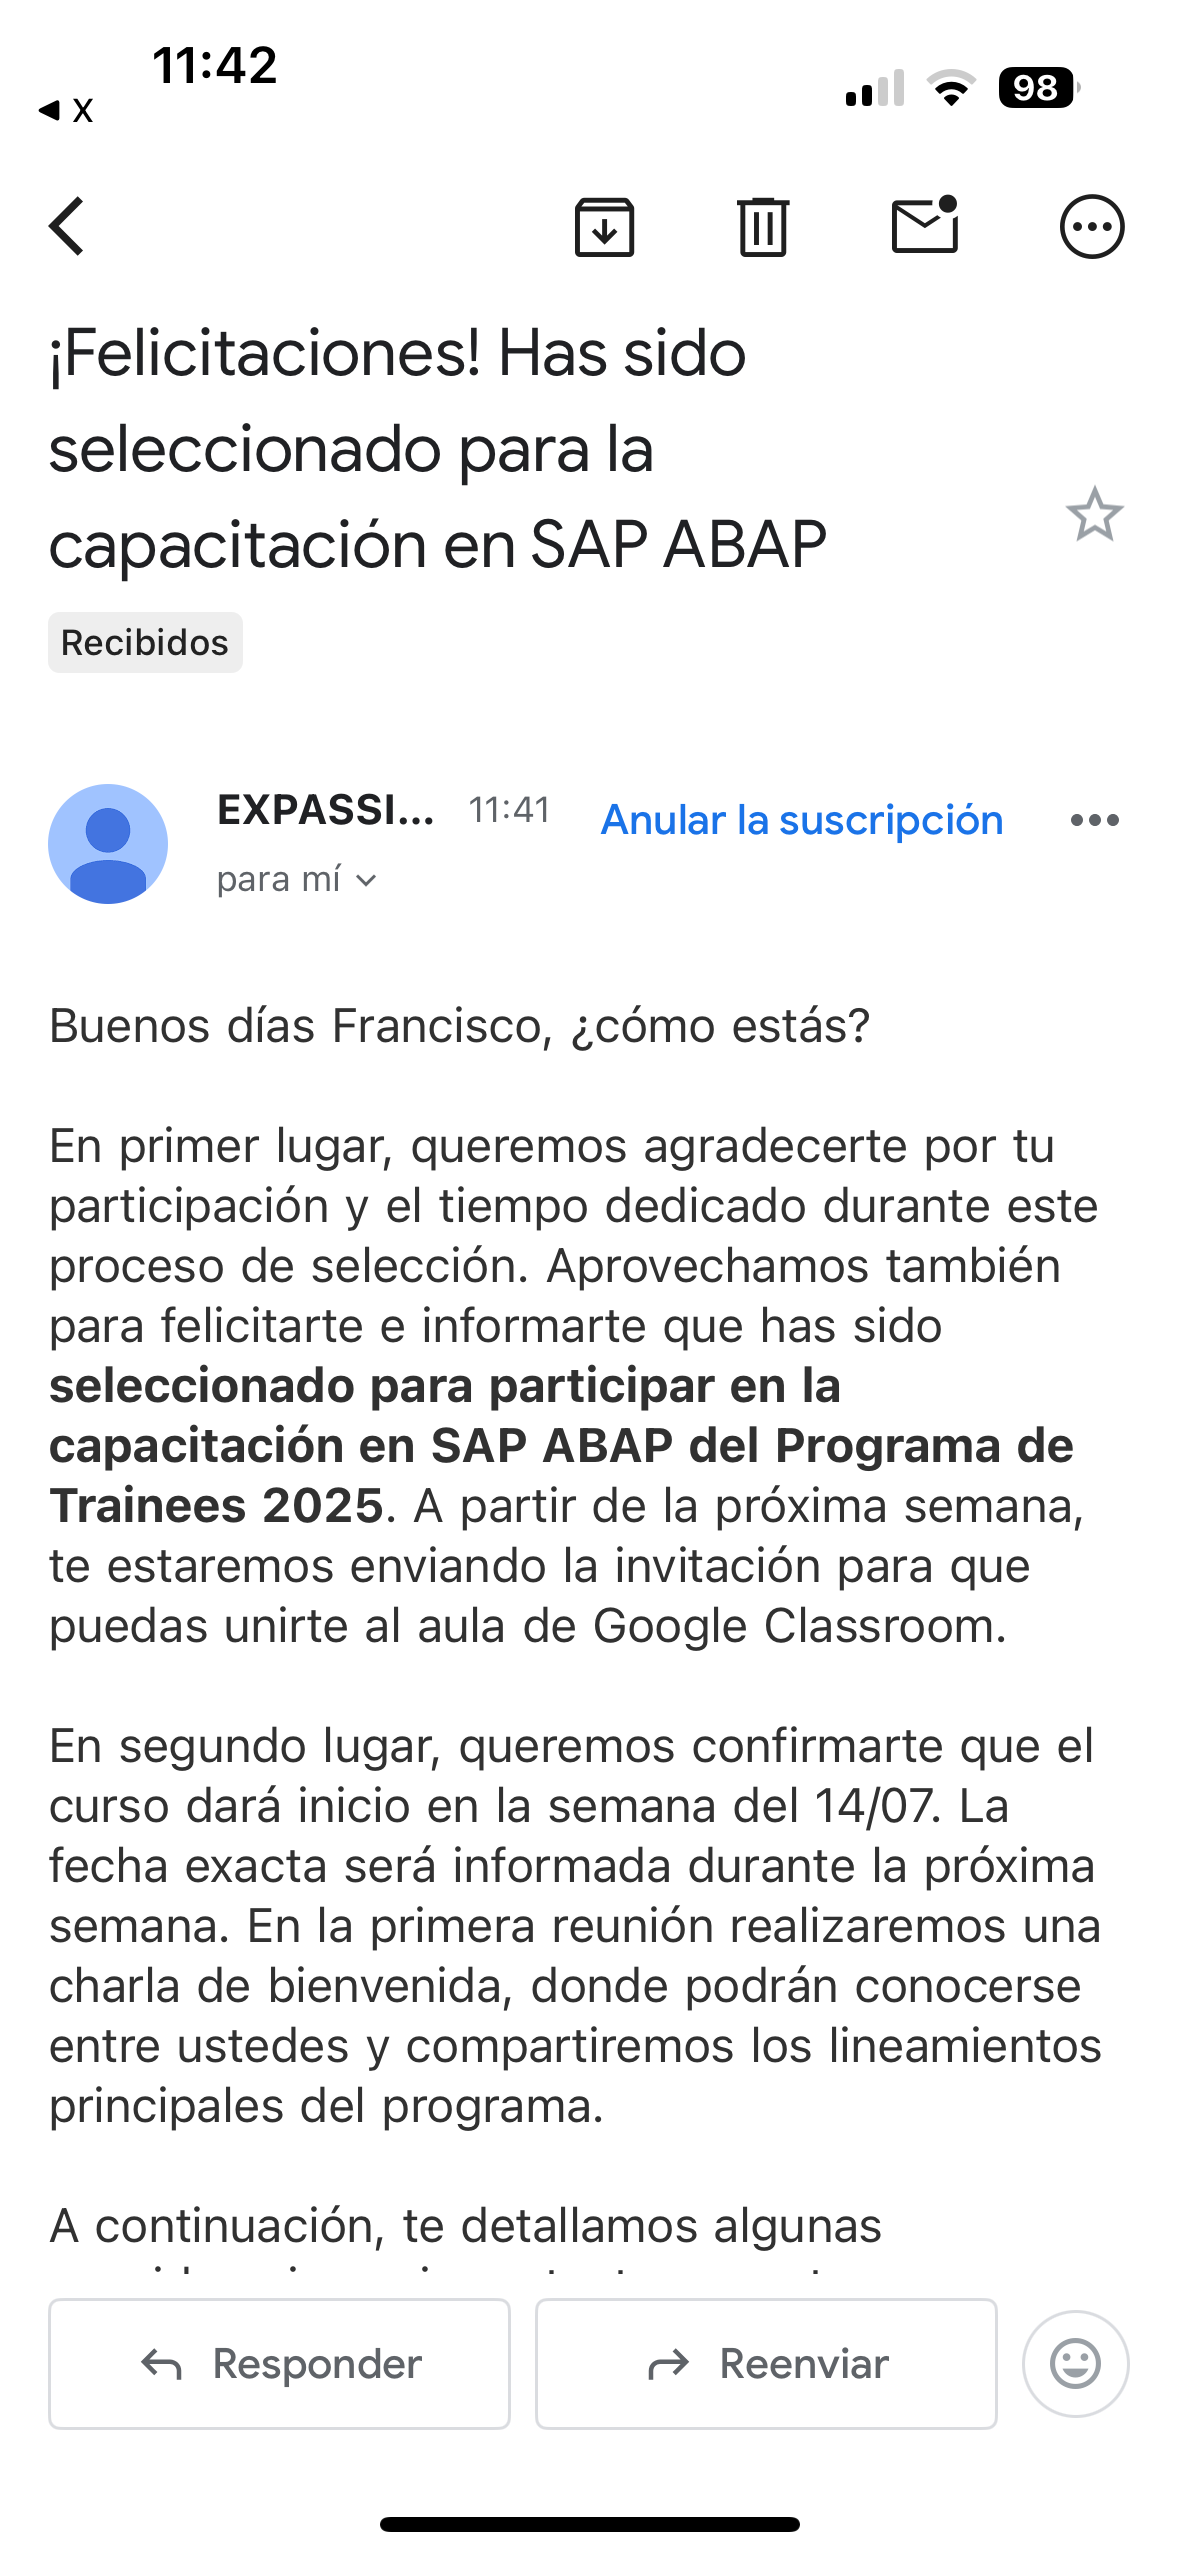 11:42
X
98
¡Felicitaciones! Has sido
seleccionado para la
capacitación en SAP ABAP
Recibidos
EXPASSI... 11:41 Anular la suscripción
para mí
Buenos días Francisco, ¿cómo estás?
En primer lugar, queremos agradecerte por tu
participación y el tiempo dedicado durante este
proceso de selección. Aprovechamos también
para felicitarte e informarte que has sido
seleccionado para participar en la
capacitación en SAP ABAP del Programa de
Trainees 2025. A partir de la próxima semana,
te estaremos enviando la invitación para que
puedas unirte al aula de Google Classroom.
En segundo lugar, queremos confirmarte que el
curso dará inicio en la semana del 14/07. La
fecha exacta será informada durante la próxima
semana. En la primera reunión realizaremos una
charla de bienvenida, donde podrán conocerse
entre ustedes y compartiremos los lineamientos
principales del programa.
A continuación, te detallamos algunas
Responder
Reenviar